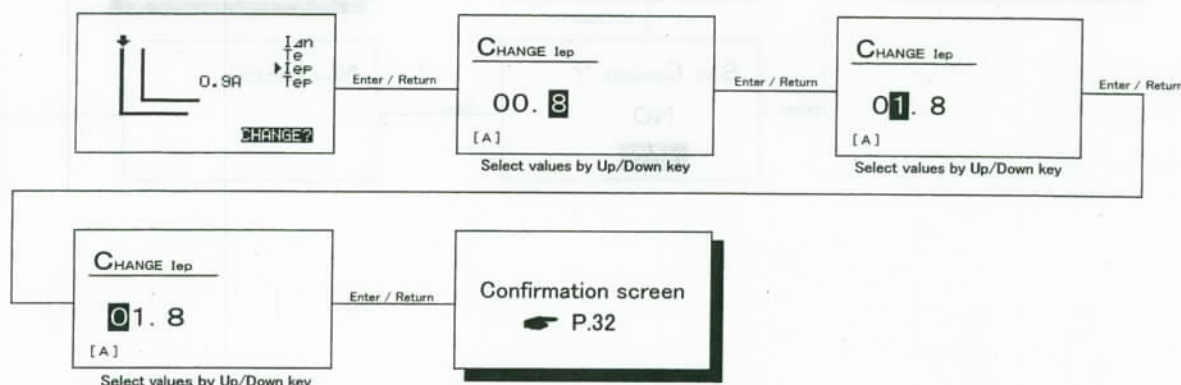 IΔn
Te
Iep
0.9A
Tep
CHANGE?
Enter / Return
CHANGE Iep
00. 8
[A]
Select values by Up/Down key
Enter / Return
CHANGE Iep
01. 8
[A]
Select values by Up/Down key
Enter / Return
CHANGE Iep
01. 8
[A]
Select values by Up/Down key
Enter / Return
Confirmation screen
☛ P.32